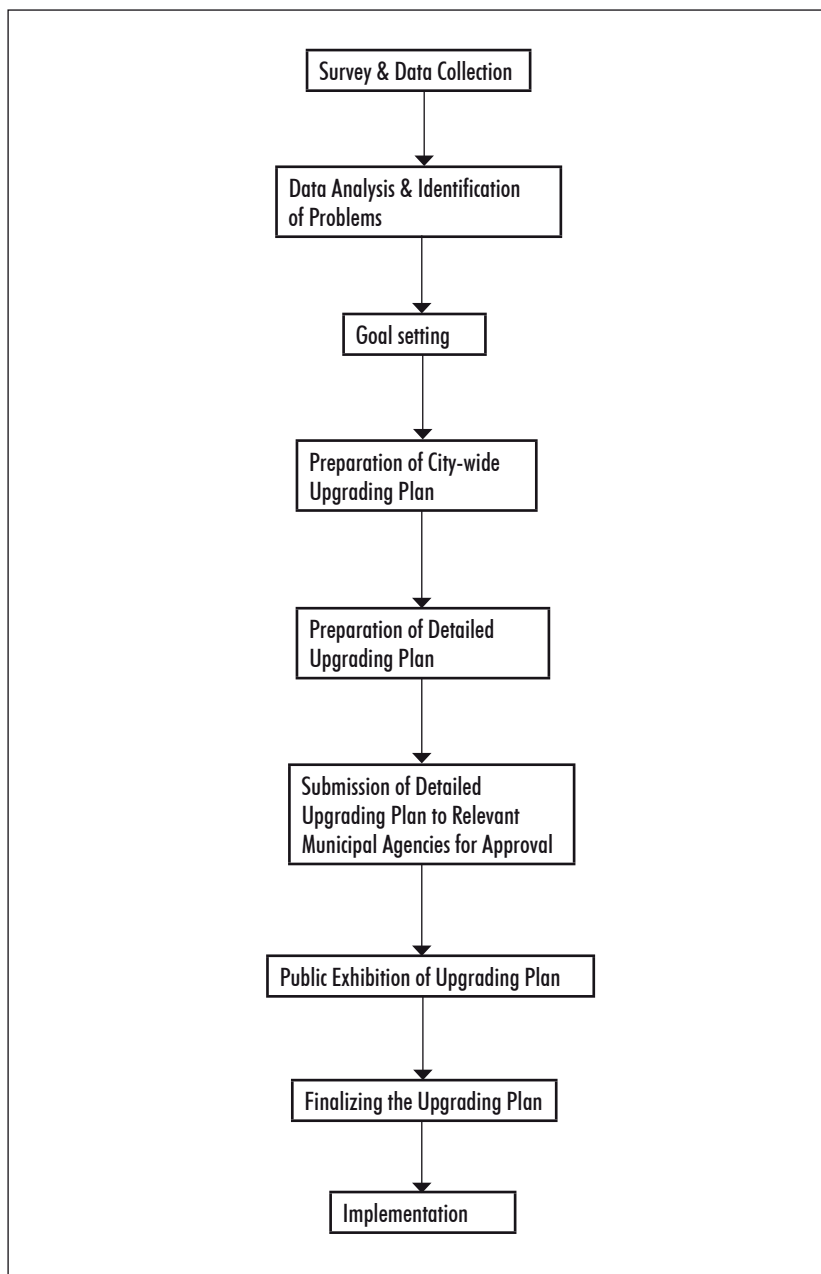 Survey & Data Collection
Data Analysis & Identification
of Problems
Goal setting
Preparation of City-wide
Upgrading Plan
Preparation of Detailed
Upgrading Plan
Submission of Detailed
Upgrading Plan to Relevant
Municipal Agencies for Approval
Public Exhibition of Upgrading Plan
Finalizing the Upgrading Plan
Implementation